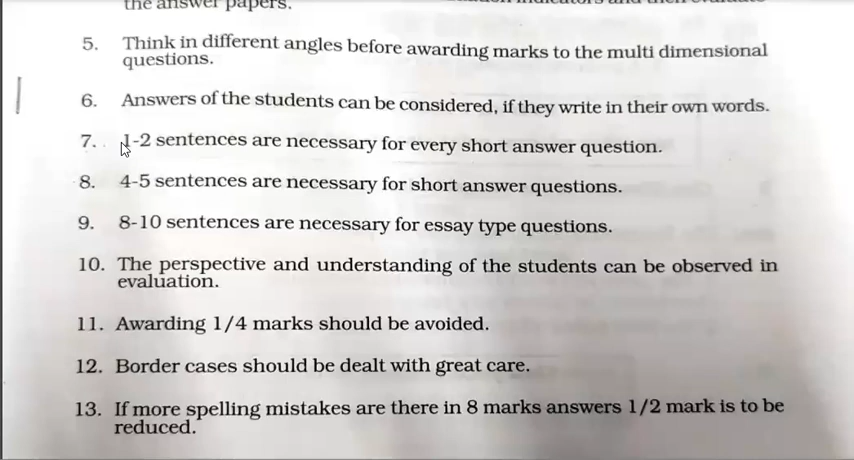 the answer papers.
5. Think in different angles before awarding marks to the multi dimensional
questions.
6. Answers of the students can be considered, if they write in their own words.
7. 1-2 sentences are necessary for every short answer question.
8. 4-5 sentences are necessary for short answer questions.
9. 8-10 sentences are necessary for essay type questions.
10. The perspective and understanding of the students can be observed in
evaluation.
11. Awarding 1/4 marks should be avoided.
12. Border cases should be dealt with great care.
13. If more spelling mistakes are there in 8 marks answers 1/2 mark is to be
reduced.